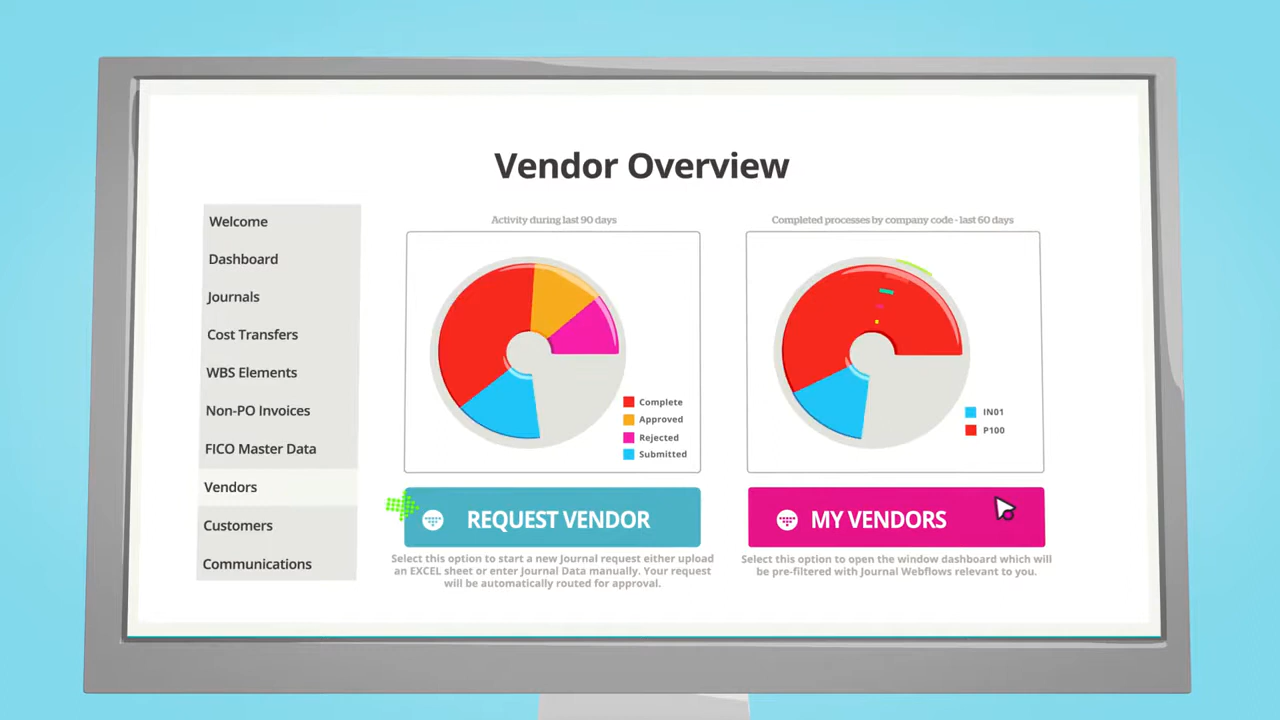 Vendor Overview
Welcome
Dashboard
Journals
Cost Transfers
WBS Elements
Non-PO Invoices
FICO Master Data
Vendors
Customers
Communications
Activity during last 90 days
Complete
Approved
Rejected
Submitted
REQUEST VENDOR
Select this option to start a new Journal request either upload
an EXCEL sheet or enter Journal Data manually. Your request
will be automatically routed for approval.
Completed processes by company code - last 60 days
IN01
P100
MY VENDORS
Select this option to open the window dashboard which will
be pre-filtered with Journal Webflows relevant to you.